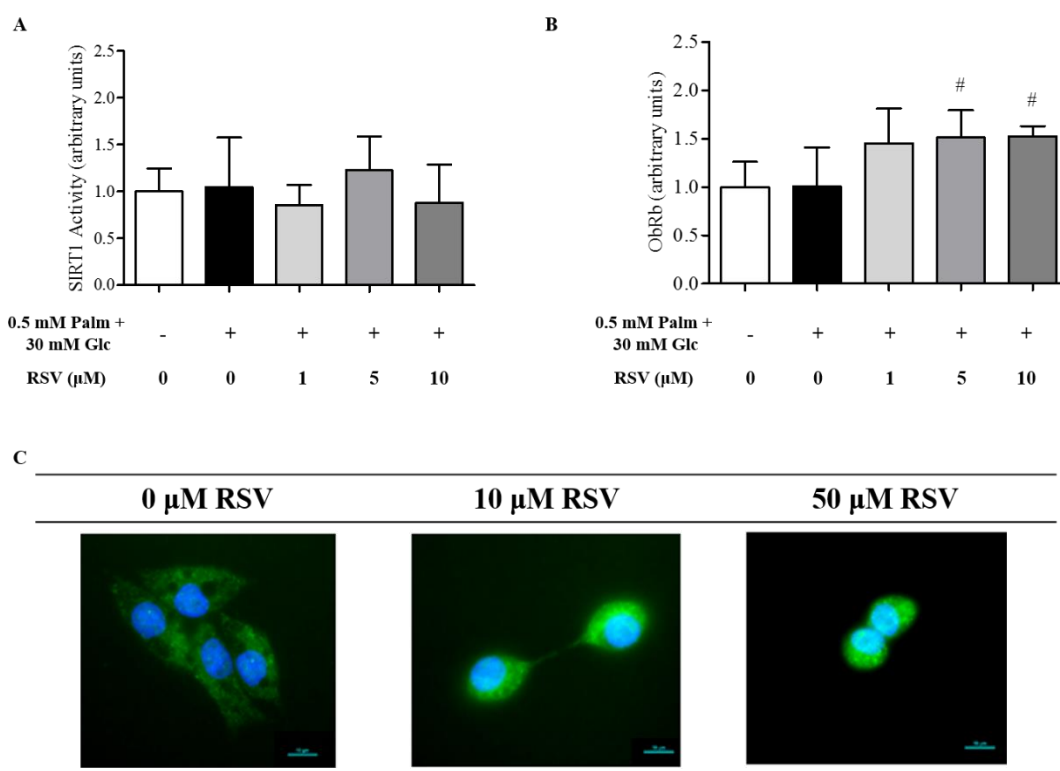 A
SIRT1 Activity (arbitrary units)
2.5
2.0
1.5
1.0
0.5
0.0
0.5 mM Palm +
30 mM Glc
- + + + +
RSV (μM) 0 0 1 5 10
B
ObRb (arbitrary units)
2.5
2.0
1.5
1.0
0.5
0.0
# #
0.5 mM Palm +
30 mM Glc
- + + + +
RSV (μM) 0 0 1 5 10
C
0 μM RSV 10 μM RSV 50 μM RSV